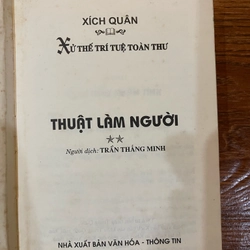 XÍCH QUÂN
XỬ THẾ TRÍ TUỆ TOÀN THƯ
THUẬT LÀM NGƯỜI
Người dịch: TRẦN THẮNG MINH
NHÀ XUẤT BẢN VĂN HÓA - THÔNG TIN